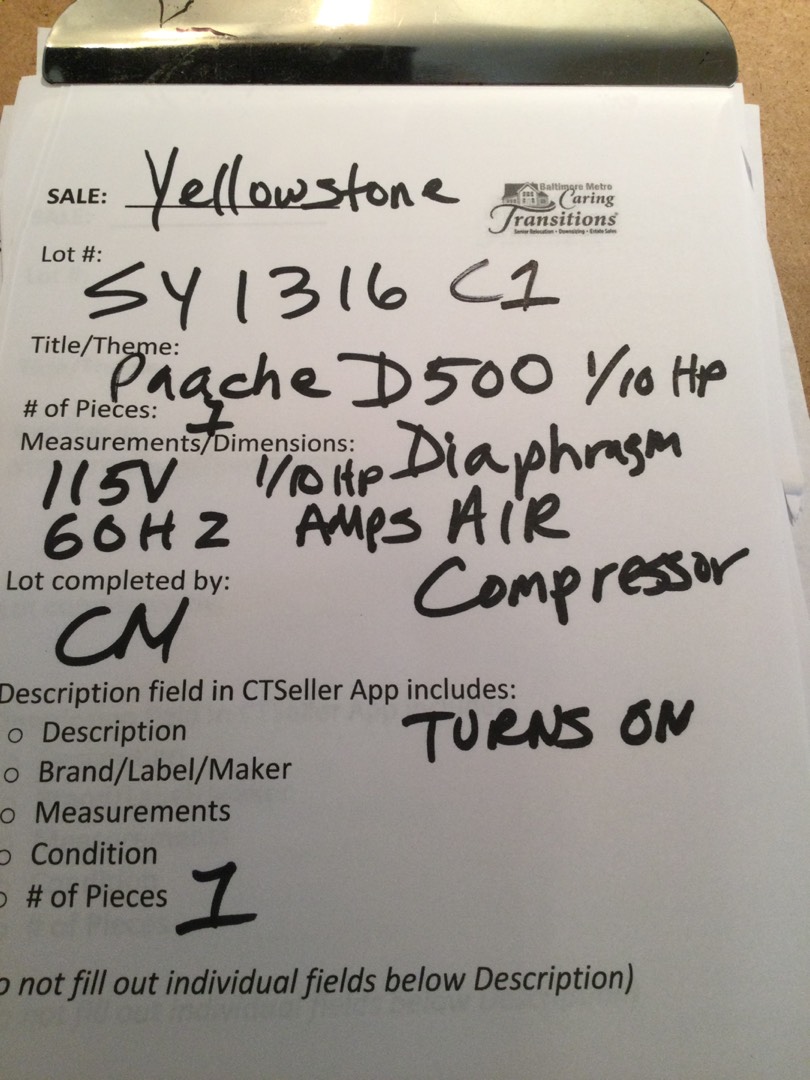 SALE: Yellowstone
Baltimore Metro
Caring
Transitions
Senior Relocation • Downsizing • Estate Sales
Lot #:
SY1316 C1
Title/Theme:
Paache D500 1/10 HP
# of Pieces: 1
Measurements/Dimensions: Diaphragm
115V 1/10 HP
60HZ AMPS AIR
Compressor
Lot completed by:
CM
Description field in CTSeller App includes:
TURNS ON
o Description
o Brand/Label/Maker
o Measurements
o Condition
o # of Pieces 1
o not fill out individual fields below Description)